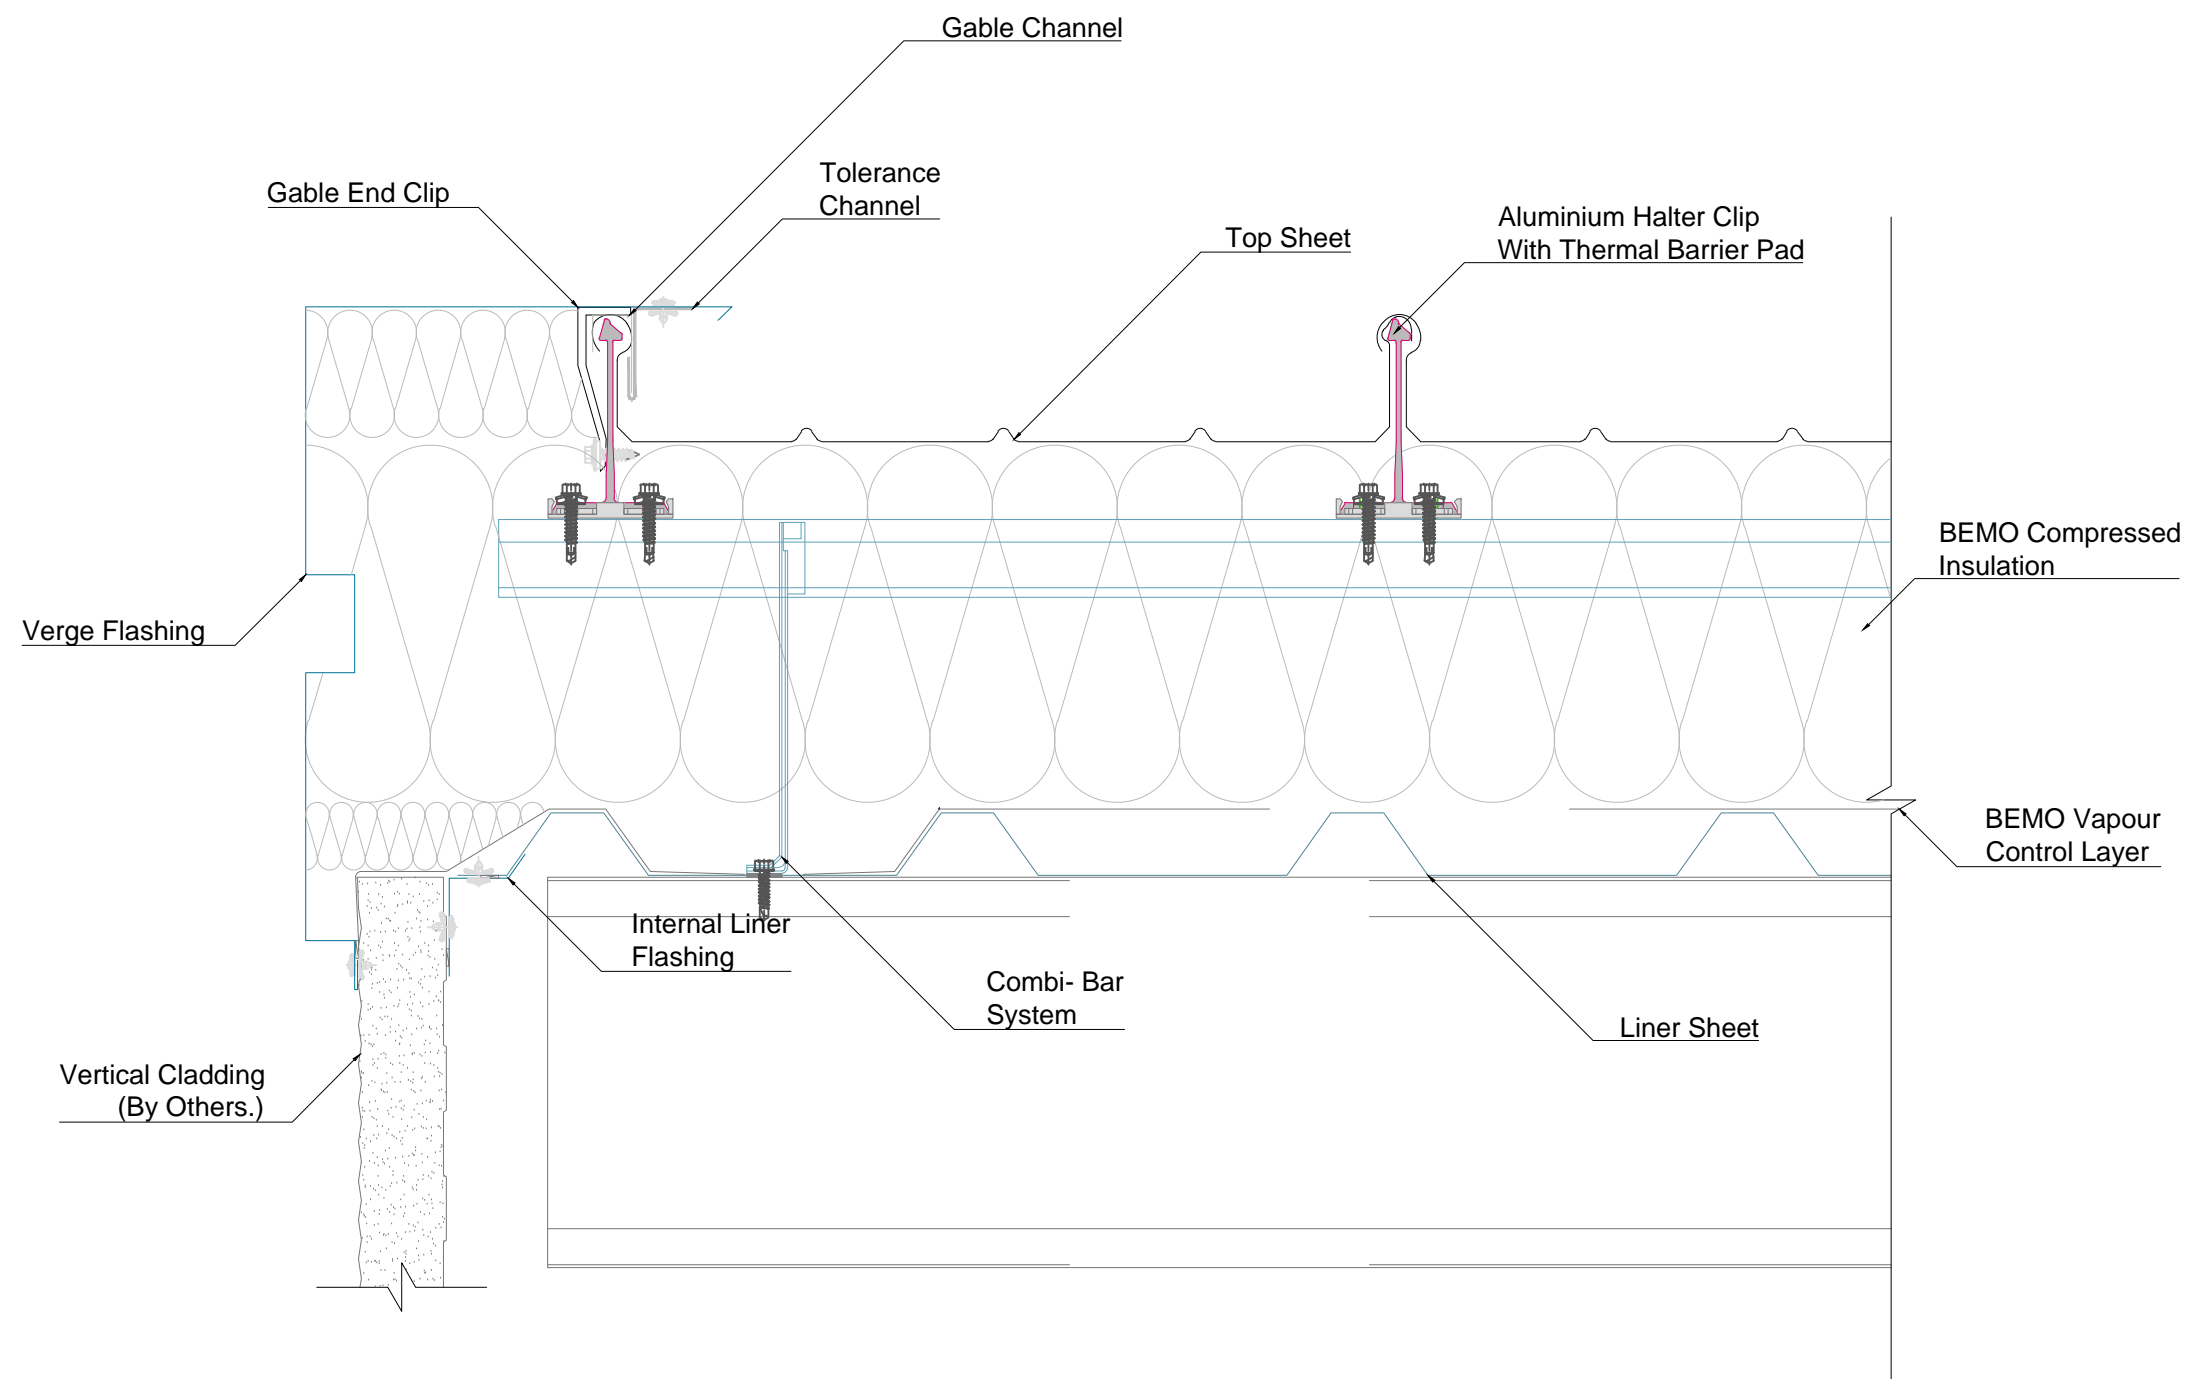 Gable Channel
Tolerance
Channel
Gable End Clip
Aluminium Halter Clip
With Thermal Barrier Pad
Top Sheet
BEMO Compressed
Insulation
Verge Flashing
BEMO Vapour
Control Layer
Internal Liner
Flashing
Combi- Bar
System
Liner Sheet
Vertical Cladding
(By Others.)